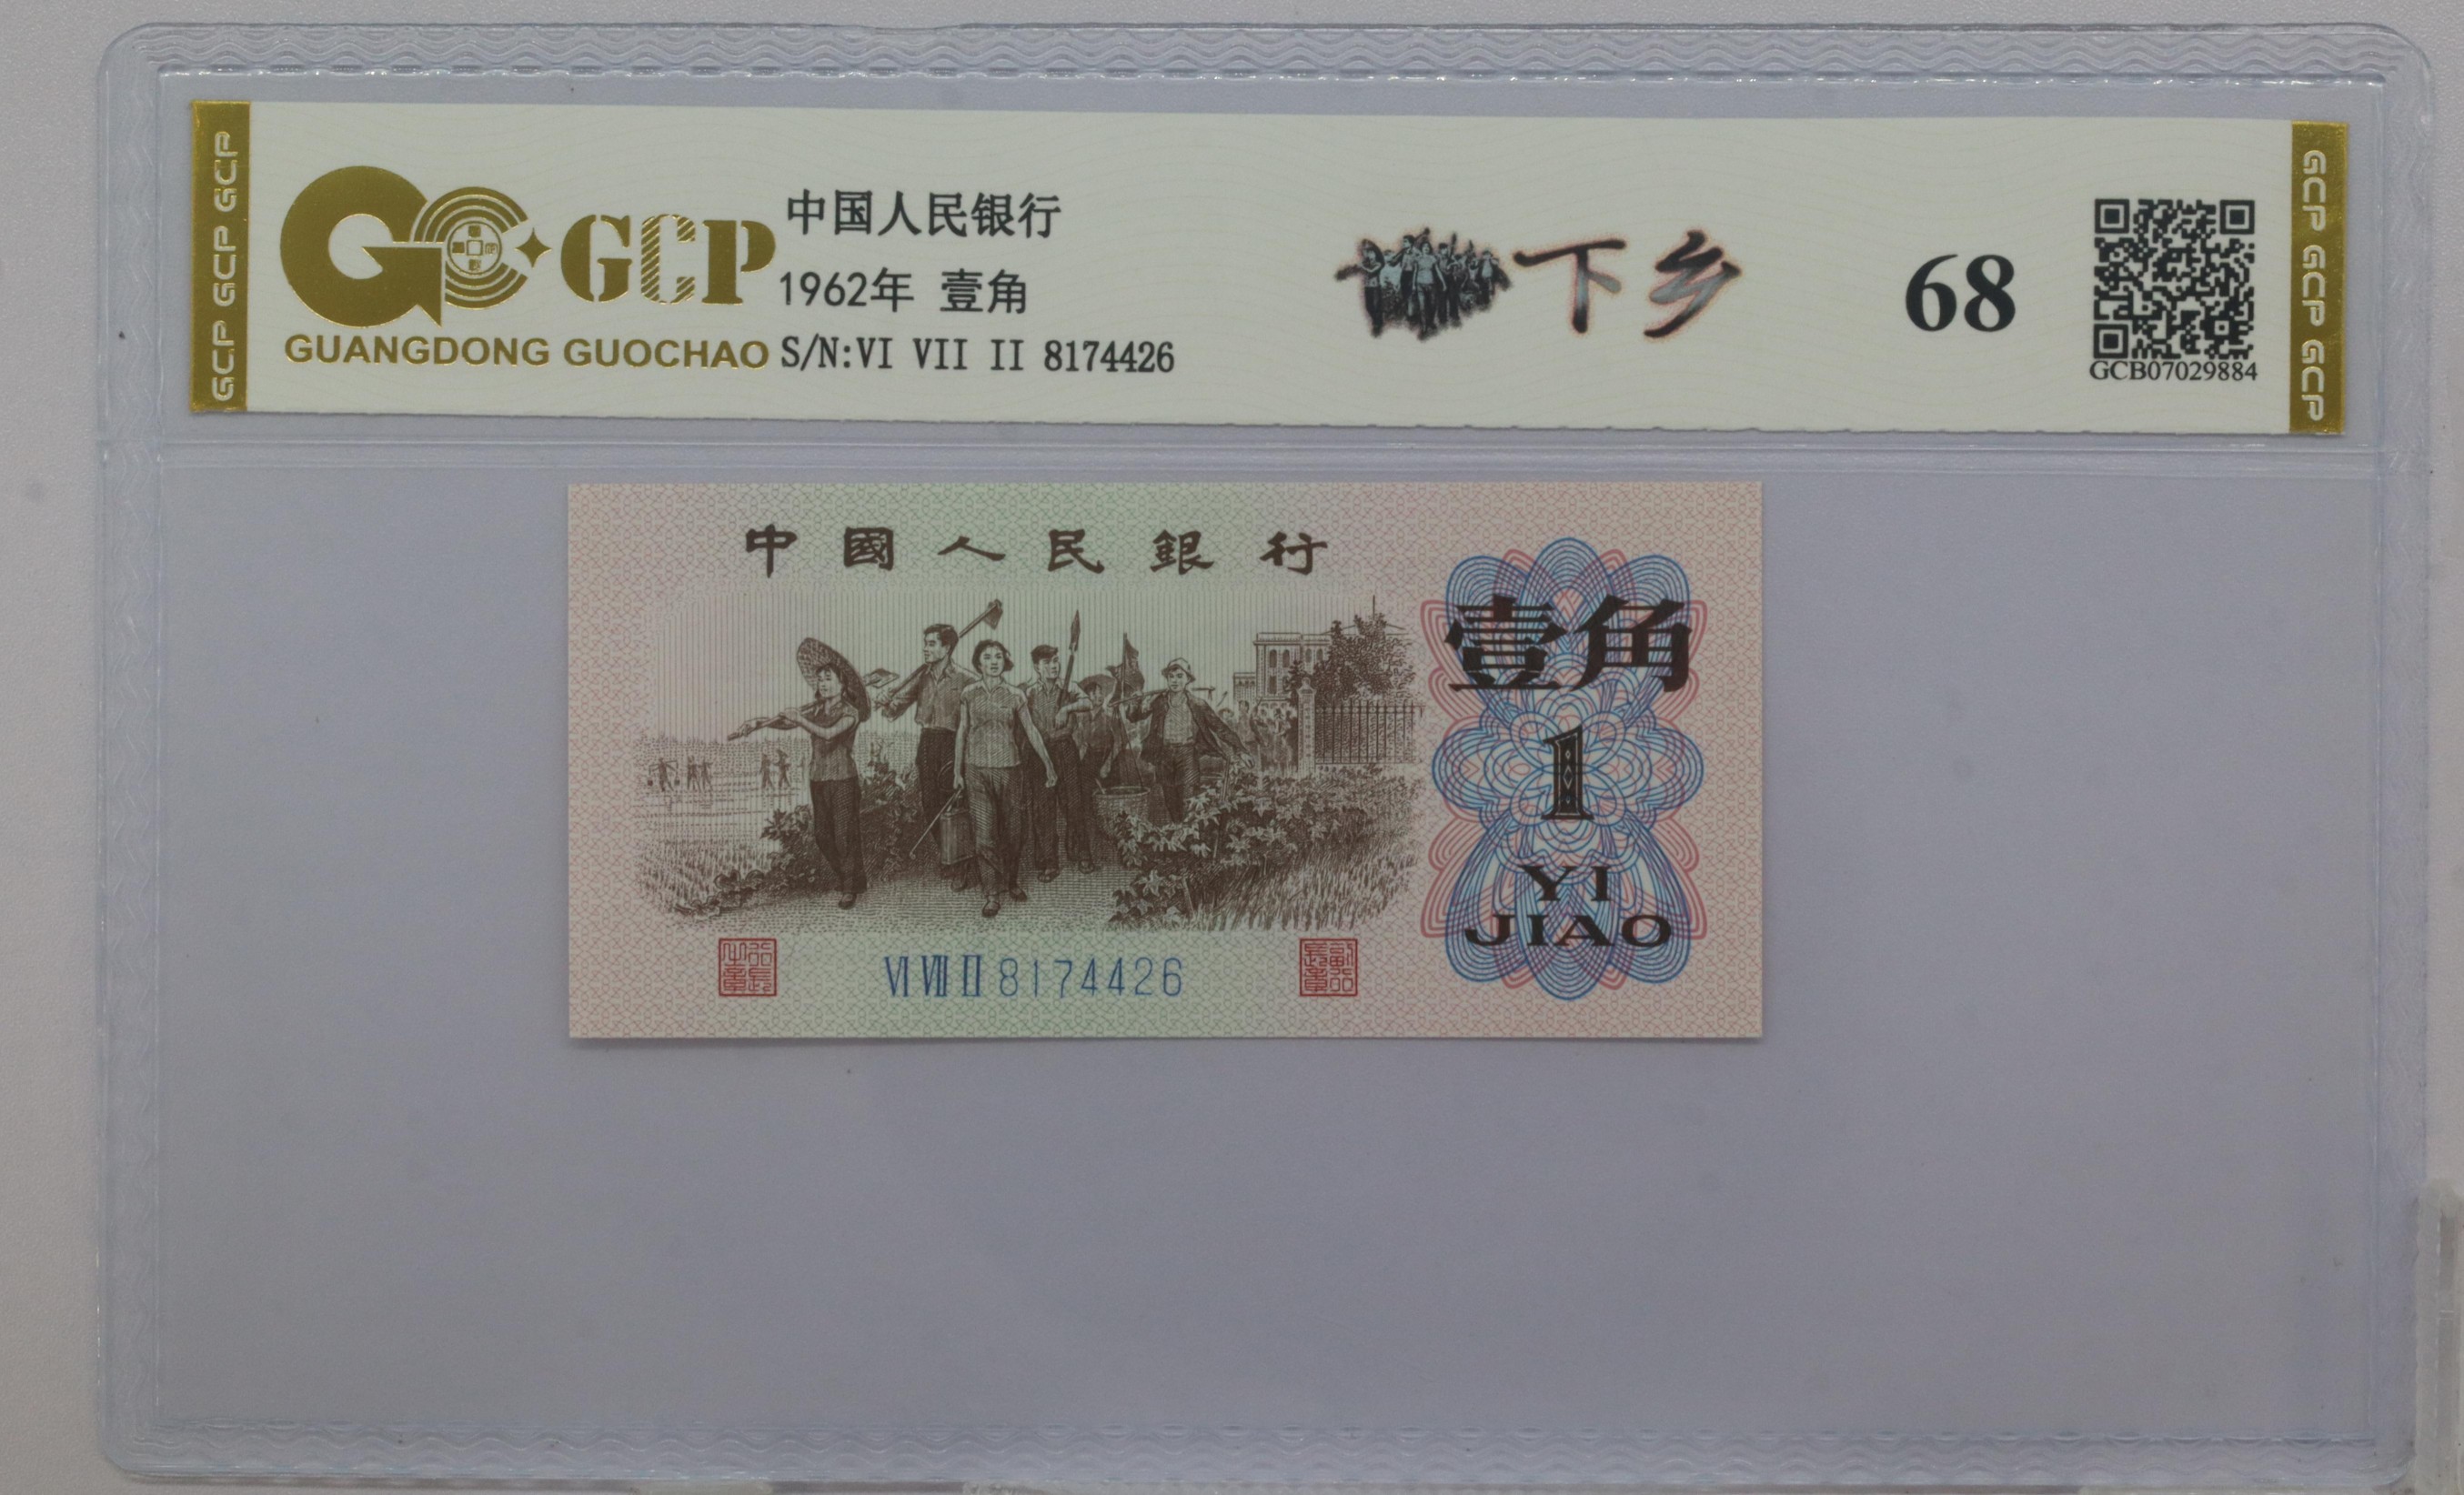 GCP GCP GCP GCP
GCP
GUANGDONG GUOCHAO
中国人民银行
1962年 壹角
S/N:VI VII II 8174426
下乡
68
GCB07029884
GCP GCP GCP GCP
中國人民銀行
壹角
1
YI
JIAO
VI VII II 8174426